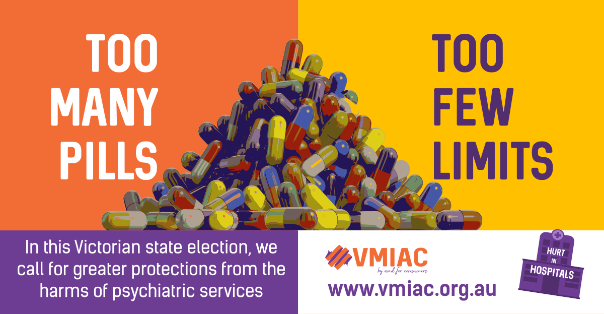 TOO
MANY
PILLS
TOO
FEW
LIMITS
In this Victorian state election, we
call for greater protections from the
harms of psychiatric services
VMIAC
by and for consumers
www.vmiac.org.au
HURT
IN
HOSPITALS